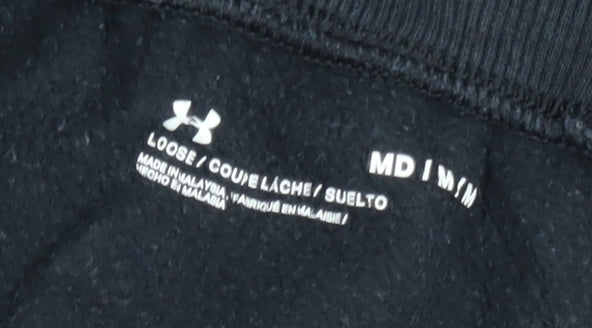 LOOSE / COUPE LÂCHE / SUELTO MD / M / M
MADE IN MALAYSIA / FABRIQUÉ EN MALAISIE /
HECHO EN MALASIA